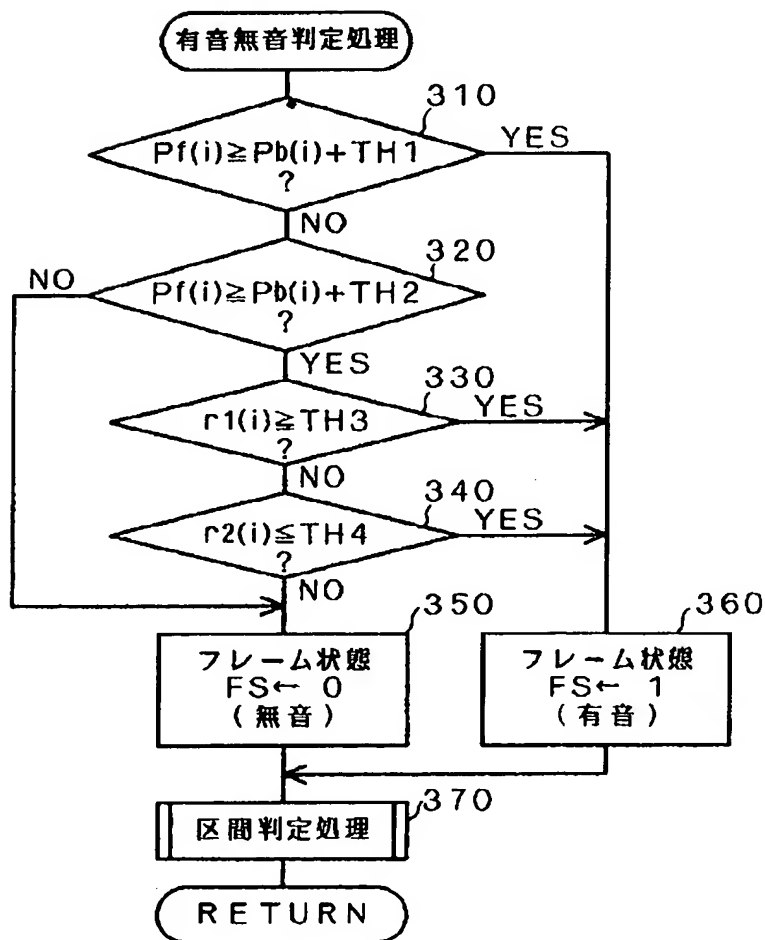 有音無音判定処理
310
Pf(i)≧Pb(i)+TH1
?
YES
NO
320
Pf(i)≧Pb(i)+TH2
?
NO
YES
330
r1(i)≧TH3
?
YES
NO
340
r2(i)≦TH4
?
YES
NO
350
フレーム状態
FS← 0
(無音)
360
フレーム状態
FS← 1
(有音)
370
区間判定処理
RETURN